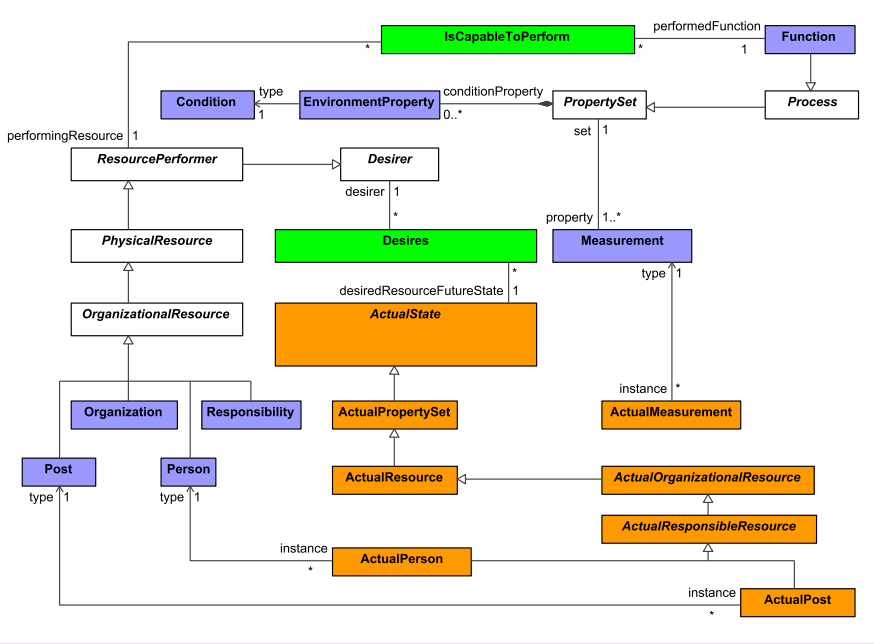 IsCapableToPerform
performedFunction
Function
*
*
1
Condition
type
1
EnvironmentProperty
conditionProperty
0..*
PropertySet
Process
set
1
performingResource
1
ResourcePerformer
Desirer
desirer
1
*
property
1..*
PhysicalResource
Desires
Measurement
*
type
1
desiredResourceFutureState
1
OrganizationalResource
ActualState
instance
*
Organization
Responsibility
ActualPropertySet
ActualMeasurement
Post
Person
ActualResource
ActualOrganizationalResource
type
1
type
1
ActualResponsibleResource
instance
*
ActualPerson
instance
*
ActualPost